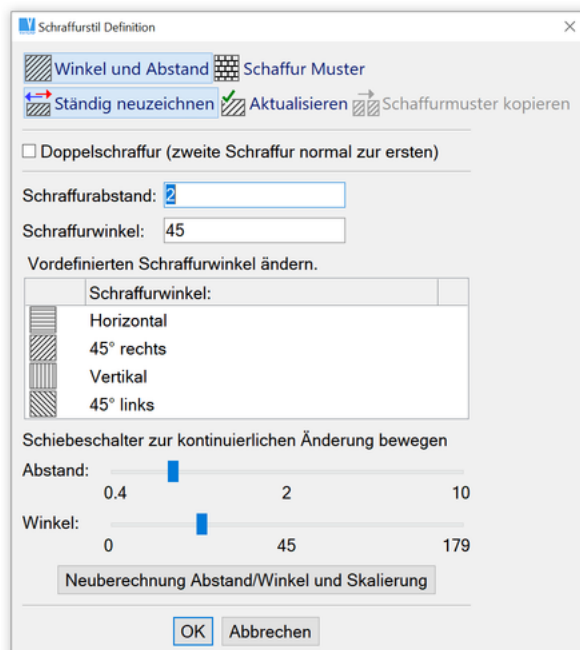 Schraffurstil Definition
Winkel und Abstand Schaffur Muster
Ständig neuzeichnen Aktualisieren Schaffurmuster kopieren
Doppelschraffur (zweite Schraffur normal zur ersten)
Schraffurabstand: 2
Schraffurwinkel: 45
Vordefinierten Schraffurwinkel ändern.
Schraffurwinkel:
Horizontal
45° rechts
Vertikal
45° links
Schiebeschalter zur kontinuierlichen Änderung bewegen
Abstand:
0.4 2 10
Winkel:
0 45 179
Neuberechnung Abstand/Winkel und Skalierung
OK Abbrechen